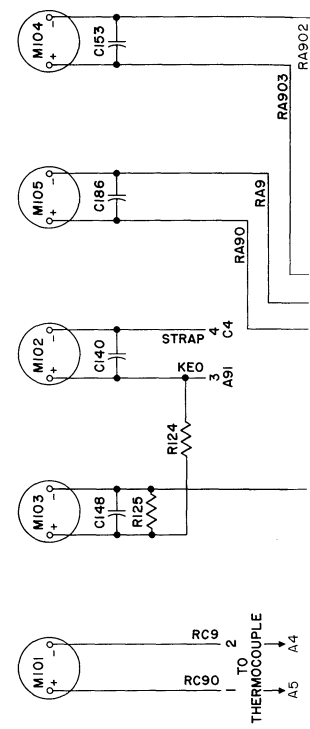 M104
-
+
C153
RA902
RA903
M105
-
+
C186
RA9
RA90
M102
-
+
C140
STRAP
4
C4
KEO
3
A91
R124
M103
-
+
C148
R125
M101
-
+
RC9
2
A4
RC90
1
A5
TO
THERMOCOUPLE